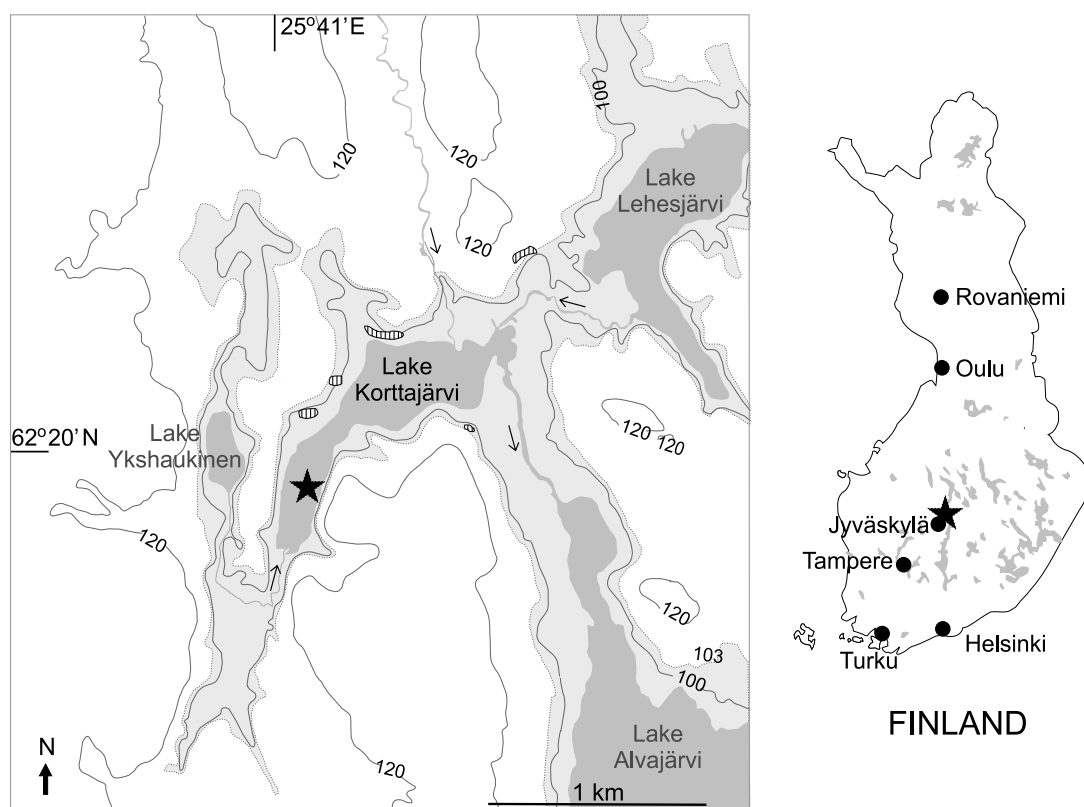 25°41' E
100
120
120
Lake
Lehesjärvi
120
Lake
Korttajärvi
62°20' N
Lake
Ykshaukinen
120
120
120
120
103
100
Lake
Alvajärvi
120
N
1 km
Rovaniemi
Oulu
Jyväskylä
Tampere
Turku
Helsinki
FINLAND